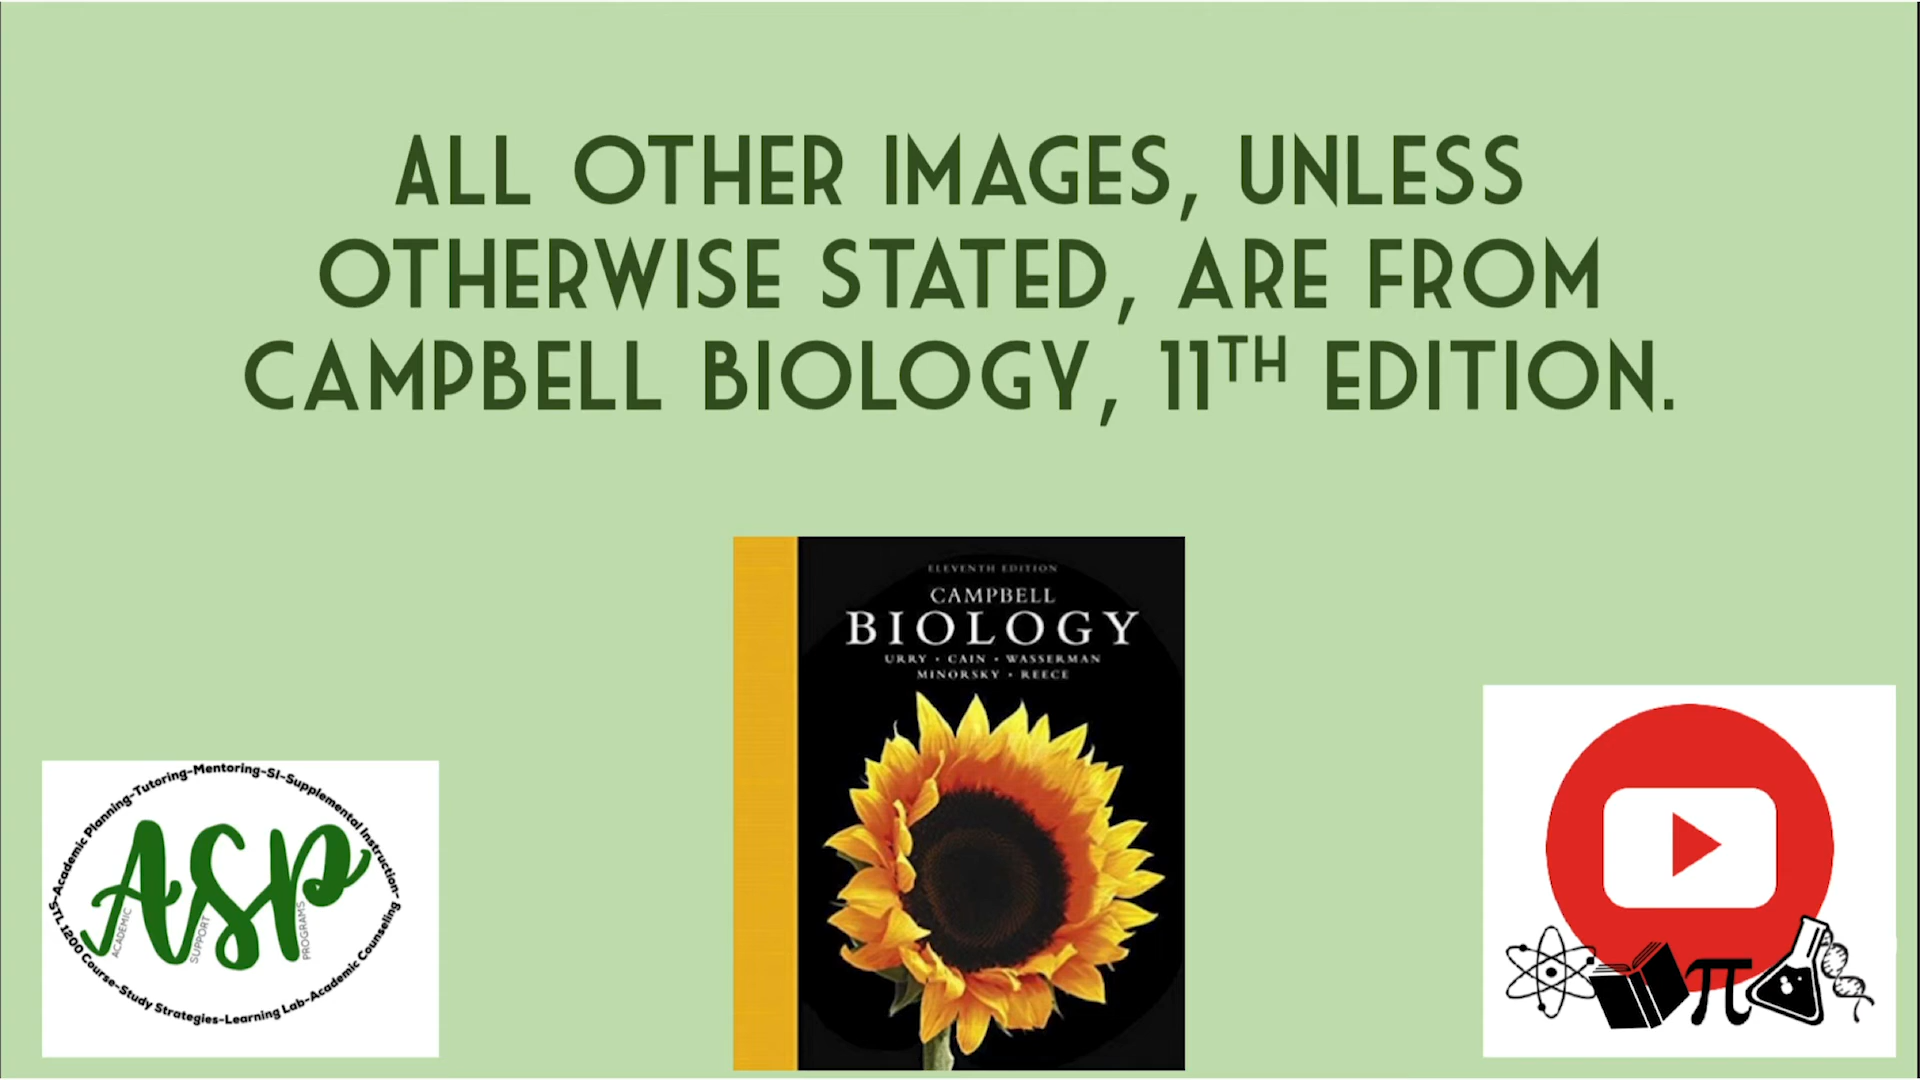 ALL OTHER IMAGES, UNLESS
OTHERWISE STATED, ARE FROM
CAMPBELL BIOLOGY, 11TH EDITION.
ELEVENTH EDITION
CAMPBELL
BIOLOGY
URRY • CAIN • WASSERMAN
MINORSKY • REECE
STL 1200 Course-Study Strategies-Learning Lab-Academic Counseling
-Academic Planning-Tutoring-Mentoring-SI-Supplemental Instruction-
ASP
ACADEMIC
SUPPORT
PROGRAMS
π